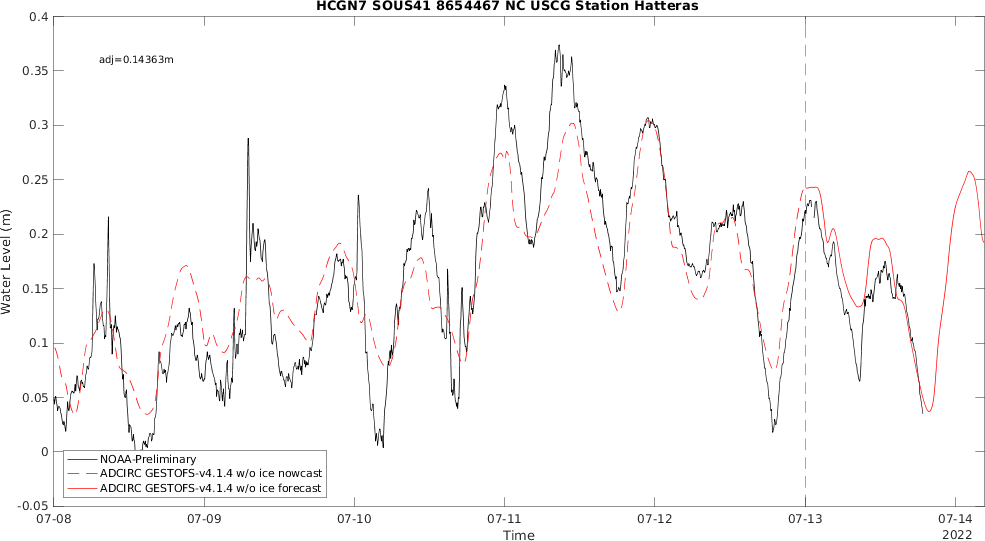 HCGN7 SOUS41 8654467 NC USCG Station Hatteras
adj=0.14363m
0.4
0.35
0.3
0.25
0.2
0.15
0.1
0.05
0
-0.05
Water Level (m)
NOAA-Preliminary
ADCIRC GESTOFS-v4.1.4 w/o ice nowcast
ADCIRC GESTOFS-v4.1.4 w/o ice forecast
07-08 07-09 07-10 07-11 07-12 07-13 07-14
2022
Time